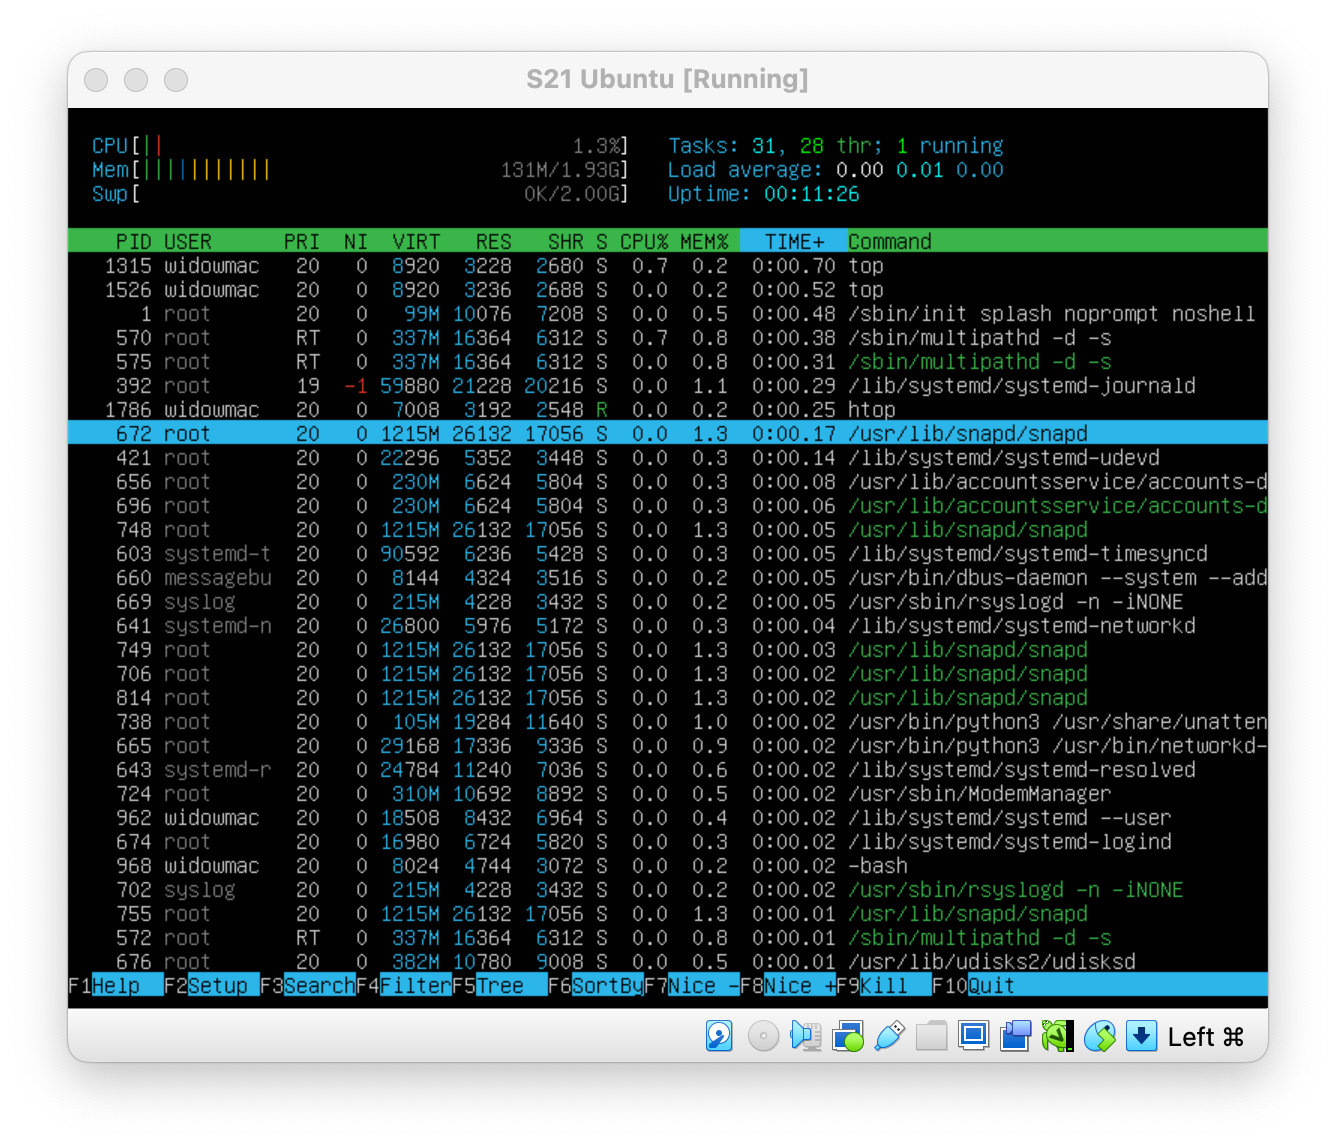 S21 Ubuntu [Running]
CPU[|| 1.3%] Tasks: 31, 28 thr; 1 running
Mem[||||||||||| 131M/1.93G] Load average: 0.00 0.01 0.00
Swp[ 0K/2.00G] Uptime: 00:11:26
PID USER PRI NI VIRT RES SHR S CPU% MEM% TIME+ Command
1315 widowmac 20 0 8920 3228 2680 S 0.7 0.2 0:00.70 top
1526 widowmac 20 0 8920 3236 2688 S 0.0 0.2 0:00.52 top
1 root 20 0 99M 10076 7208 S 0.0 0.5 0:00.48 /sbin/init splash noprompt noshell
570 root RT 0 337M 16364 6312 S 0.7 0.8 0:00.38 /sbin/multipathd -d -s
575 root RT 0 337M 16364 6312 S 0.0 0.8 0:00.31 /sbin/multipathd -d -s
392 root 19 -1 59880 21228 20216 S 0.0 1.1 0:00.29 /lib/systemd/systemd-journald
1786 widowmac 20 0 7008 3192 2548 R 0.0 0.2 0:00.25 htop
672 root 20 0 1215M 26132 17056 S 0.0 1.3 0:00.17 /usr/lib/snapd/snapd
421 root 20 0 22296 5352 3448 S 0.0 0.3 0:00.14 /lib/systemd/systemd-udevd
656 root 20 0 230M 6624 5804 S 0.0 0.3 0:00.08 /usr/lib/accountsservice/accounts-d
696 root 20 0 230M 6624 5804 S 0.0 0.3 0:00.06 /usr/lib/accountsservice/accounts-d
748 root 20 0 1215M 26132 17056 S 0.0 1.3 0:00.05 /usr/lib/snapd/snapd
603 systemd-t 20 0 90592 6236 5428 S 0.0 0.3 0:00.05 /lib/systemd/systemd-timesyncd
660 messagebu 20 0 8144 4324 3516 S 0.0 0.2 0:00.05 /usr/bin/dbus-daemon --system --add
669 syslog 20 0 215M 4228 3432 S 0.0 0.2 0:00.05 /usr/sbin/rsyslogd -n -iNONE
641 systemd-n 20 0 26800 5976 5172 S 0.0 0.3 0:00.04 /lib/systemd/systemd-networkd
749 root 20 0 1215M 26132 17056 S 0.0 1.3 0:00.03 /usr/lib/snapd/snapd
706 root 20 0 1215M 26132 17056 S 0.0 1.3 0:00.02 /usr/lib/snapd/snapd
814 root 20 0 1215M 26132 17056 S 0.0 1.3 0:00.02 /usr/lib/snapd/snapd
738 root 20 0 105M 19284 11640 S 0.0 1.0 0:00.02 /usr/bin/python3 /usr/share/unatten
665 root 20 0 29168 17336 9336 S 0.0 0.9 0:00.02 /usr/bin/python3 /usr/bin/networkd-
643 systemd-r 20 0 24784 11240 7036 S 0.0 0.6 0:00.02 /lib/systemd/systemd-resolved
724 root 20 0 310M 10692 8892 S 0.0 0.5 0:00.02 /usr/sbin/ModemManager
962 widowmac 20 0 18508 8432 6964 S 0.0 0.4 0:00.02 /lib/systemd/systemd --user
674 root 20 0 16980 6724 5820 S 0.0 0.3 0:00.02 /lib/systemd/systemd-logind
968 widowmac 20 0 8024 4744 3072 S 0.0 0.2 0:00.02 -bash
702 syslog 20 0 215M 4228 3432 S 0.0 0.2 0:00.02 /usr/sbin/rsyslogd -n -iNONE
755 root 20 0 1215M 26132 17056 S 0.0 1.3 0:00.01 /usr/lib/snapd/snapd
572 root RT 0 337M 16364 6312 S 0.0 0.8 0:00.01 /sbin/multipathd -d -s
676 root 20 0 382M 10780 9008 S 0.0 0.5 0:00.01 /usr/lib/udisks2/udisksd
F1Help F2Setup F3SearchF4FilterF5Tree F6SortByF7Nice -F8Nice +F9Kill F10Quit
Left ⌘